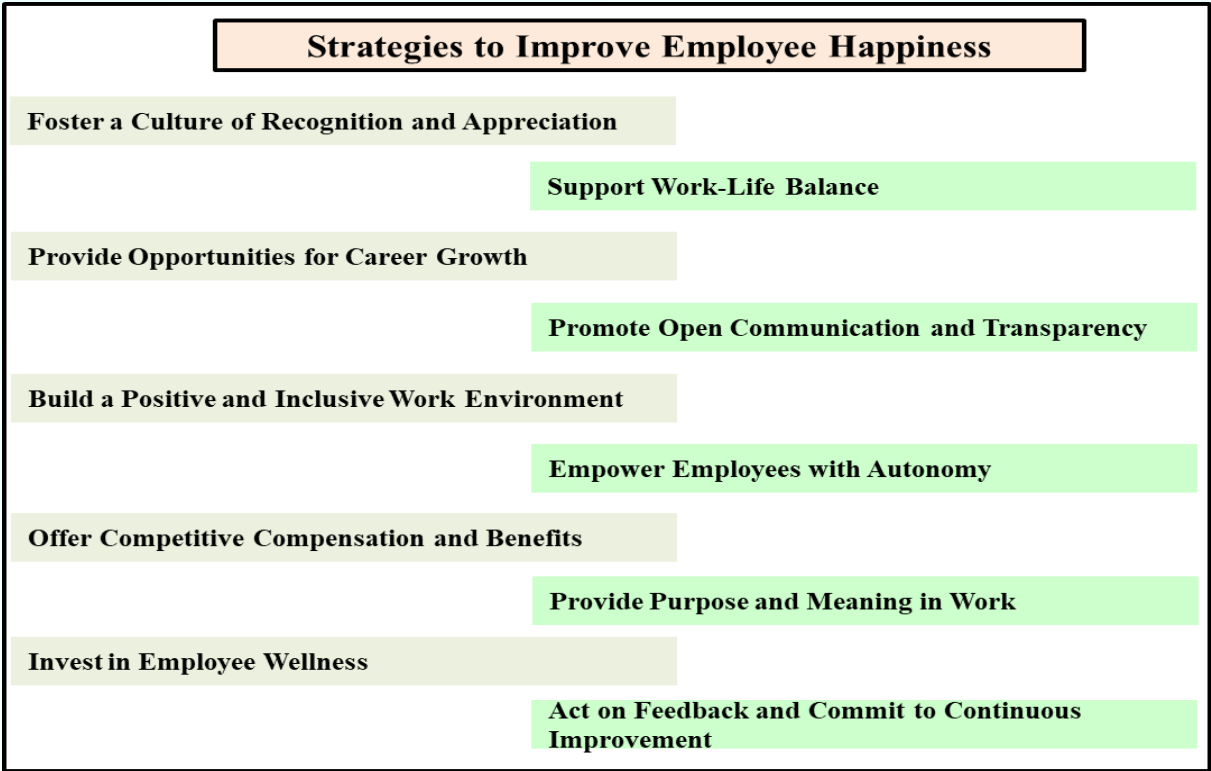 Strategies to Improve Employee Happiness
Foster a Culture of Recognition and Appreciation
Support Work-Life Balance
Provide Opportunities for Career Growth
Promote Open Communication and Transparency
Build a Positive and Inclusive Work Environment
Empower Employees with Autonomy
Offer Competitive Compensation and Benefits
Provide Purpose and Meaning in Work
Invest in Employee Wellness
Act on Feedback and Commit to Continuous
Improvement